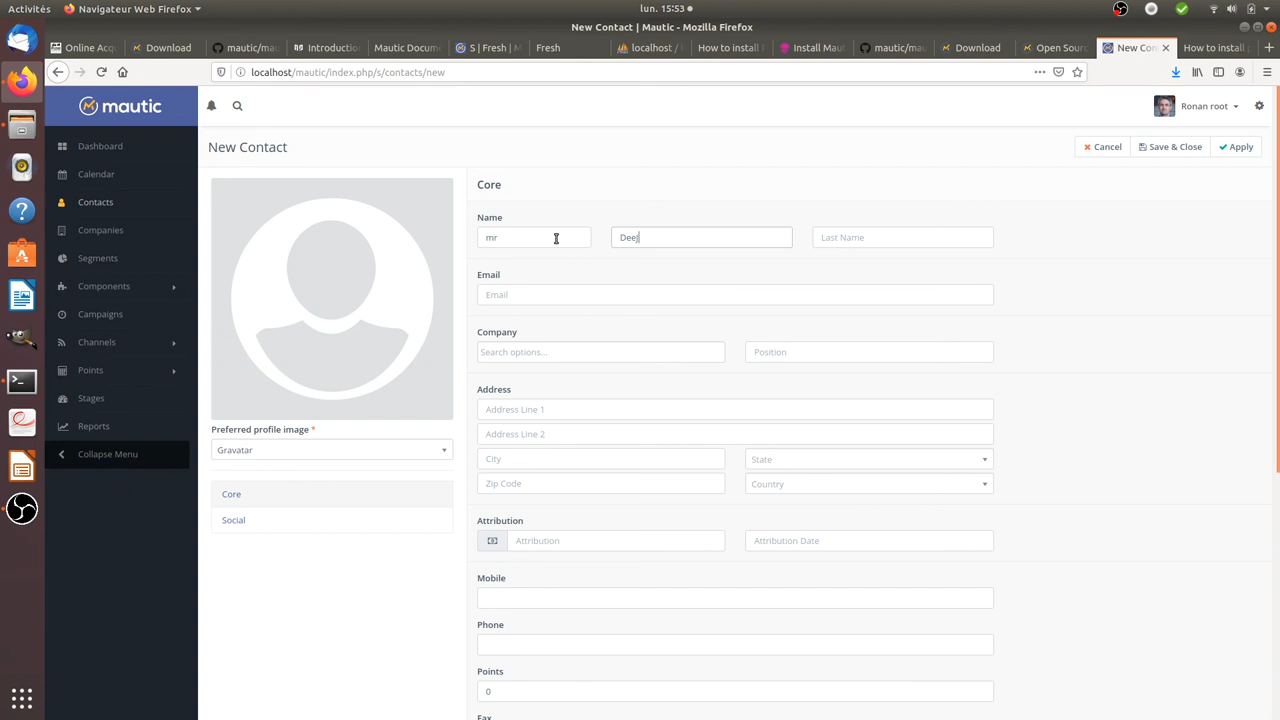 Activités
Navigateur Web Firefox
lun. 15:53
New Contact | Mautic - Mozilla Firefox
Online Acq
Download
mautic/ma
Introduction
Mautic Docum
S | Fresh | M
Fresh
localhost /
How to install P
Install Maut
mautic/ma
Download
Open Sourc
New Con
How to install p
localhost/mautic/index.php/s/contacts/new
mautic
Ronan root
Dashboard
Calendar
Contacts
Companies
Segments
Components
Campaigns
Channels
Points
Stages
Reports
Collapse Menu
New Contact
Cancel
Save & Close
Apply
Preferred profile image *
Gravatar
Core
Social
Core
Name
mr
Deej
Last Name
Email
Email
Company
Search options...
Position
Address
Address Line 1
Address Line 2
City
State
Zip Code
Country
Attribution
Attribution
Attribution Date
Mobile
Phone
Points
0
Fax